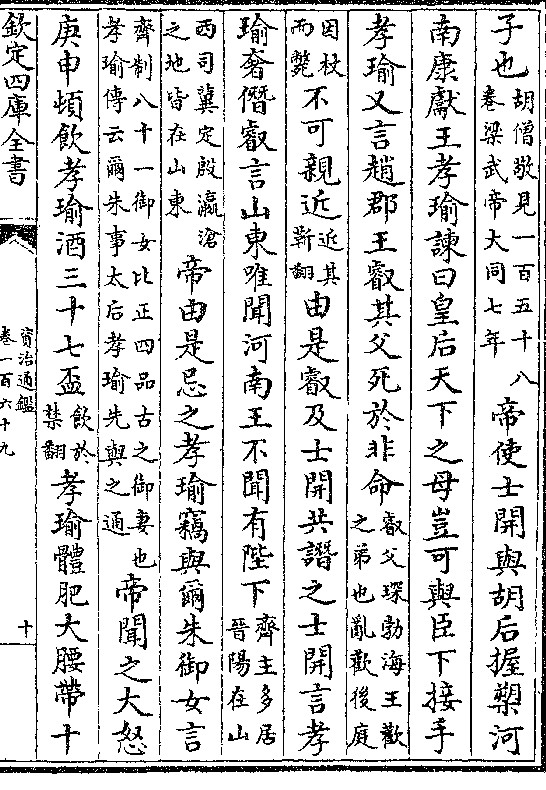 子也胡僧敬見一百五十八卷梁武帝大同七年帝使士開與胡后握槊河
南康獻王孝瑜諫曰皇后天下之母豈可與臣下接手
孝瑜又言趙郡王叡其父死於非命叡父琛勃海王歡之弟也亂歡後庭
因杖而斃不可親近近其靳翻由是叡及士開共譖之士開言孝
瑜奢僭叡言山東唯聞河南王不聞有陛下齊主多居晉陽在山
西司冀定殷瀛滄之地皆在山東帝由是忌之孝瑜竊與爾朱御女言
齊制八十一御女比正四品古之御妻也孝瑜傳云爾朱事太后孝瑜先與之通帝聞之大怒
庚申頓飲孝瑜酒三十七盃飲於禁翻孝瑜體肥大腰帶十
欽定四庫全書
資治通鑑
卷一百六十九
十